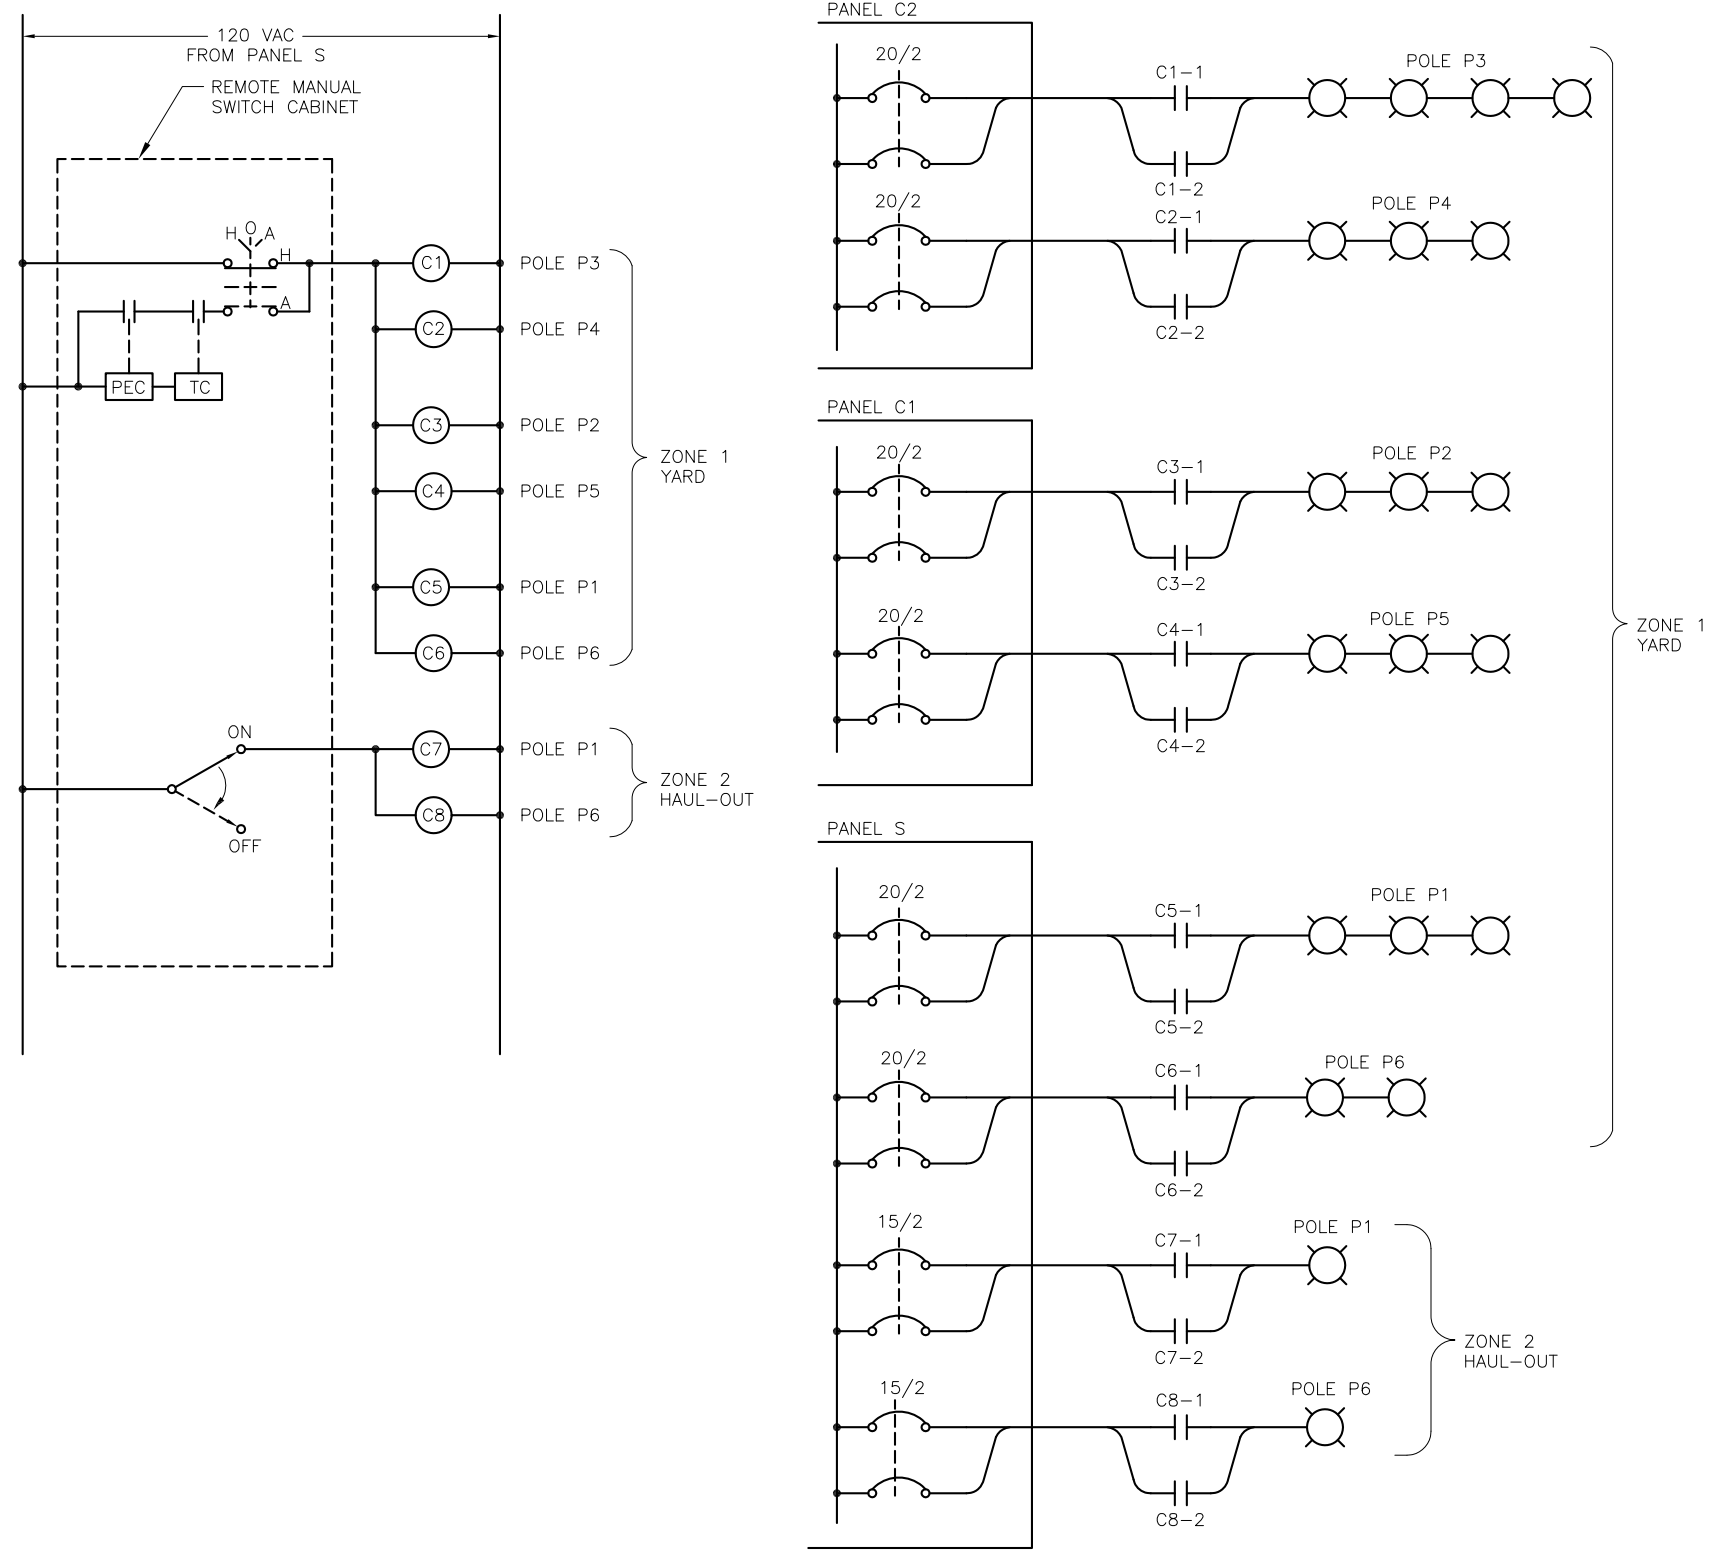 120 VAC
FROM PANEL S
REMOTE MANUAL
SWITCH CABINET
H O A
H
A
PEC
TC
C1
POLE P3
C2
POLE P4
C3
POLE P2
C4
POLE P5
C5
POLE P1
C6
POLE P6
ZONE 1
YARD
ON
OFF
C7
POLE P1
C8
POLE P6
ZONE 2
HAUL-OUT
PANEL C2
20/2
C1-1
POLE P3
C1-2
20/2
C2-1
POLE P4
C2-2
PANEL C1
20/2
C3-1
POLE P2
C3-2
20/2
C4-1
POLE P5
C4-2
PANEL S
20/2
C5-1
POLE P1
C5-2
20/2
C6-1
POLE P6
C6-2
ZONE 1
YARD
15/2
C7-1
POLE P1
C7-2
15/2
C8-1
POLE P6
C8-2
ZONE 2
HAUL-OUT